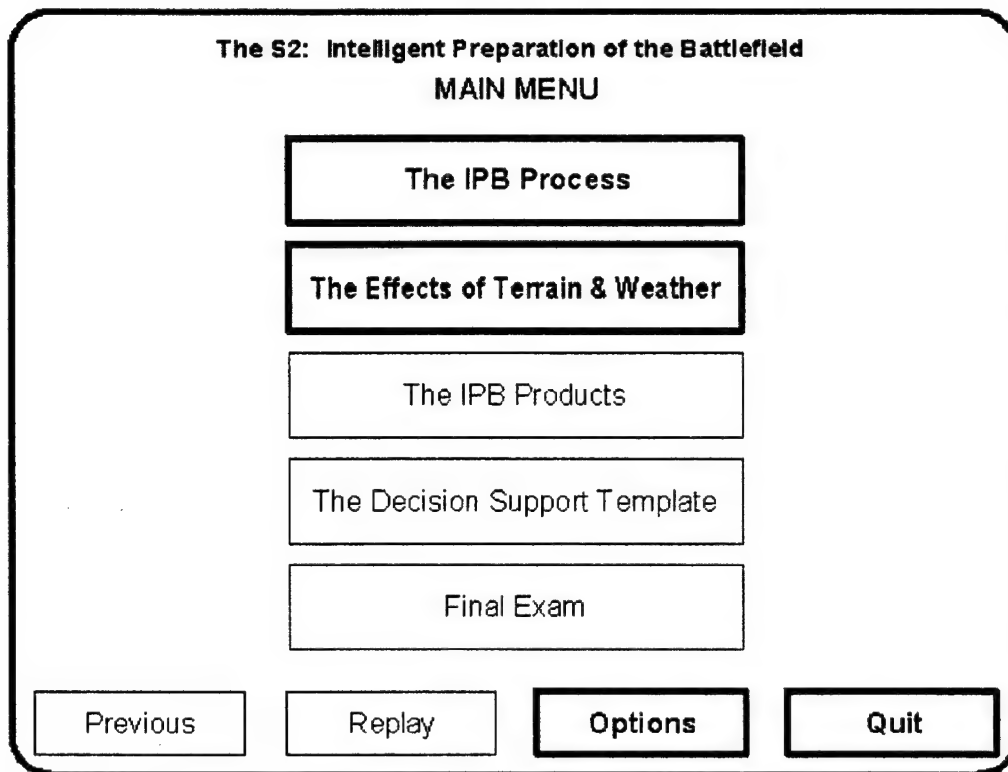 The S2: Intelligent Preparation of the Battlefield
MAIN MENU
The IPB Process
The Effects of Terrain & Weather
The IPB Products
The Decision Support Template
Final Exam
Previous Replay Options Quit